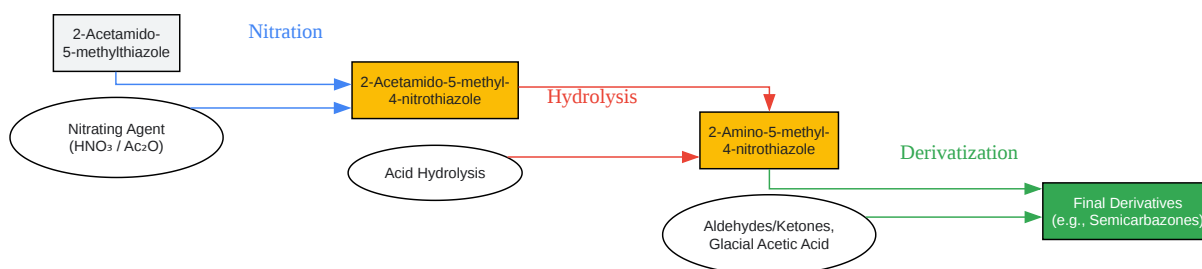 2-Acetamido-
5-methylthiazole
Nitration
2-Acetamido-5-methyl-
4-nitrothiazole
Hydrolysis
Nitrating Agent
(HNO₃ / Ac₂O)
2-Amino-5-methyl-
4-nitrothiazole
Derivatization
Acid Hydrolysis
Final Derivatives
(e.g., Semicarbazones)
Aldehydes/Ketones,
Glacial Acetic Acid